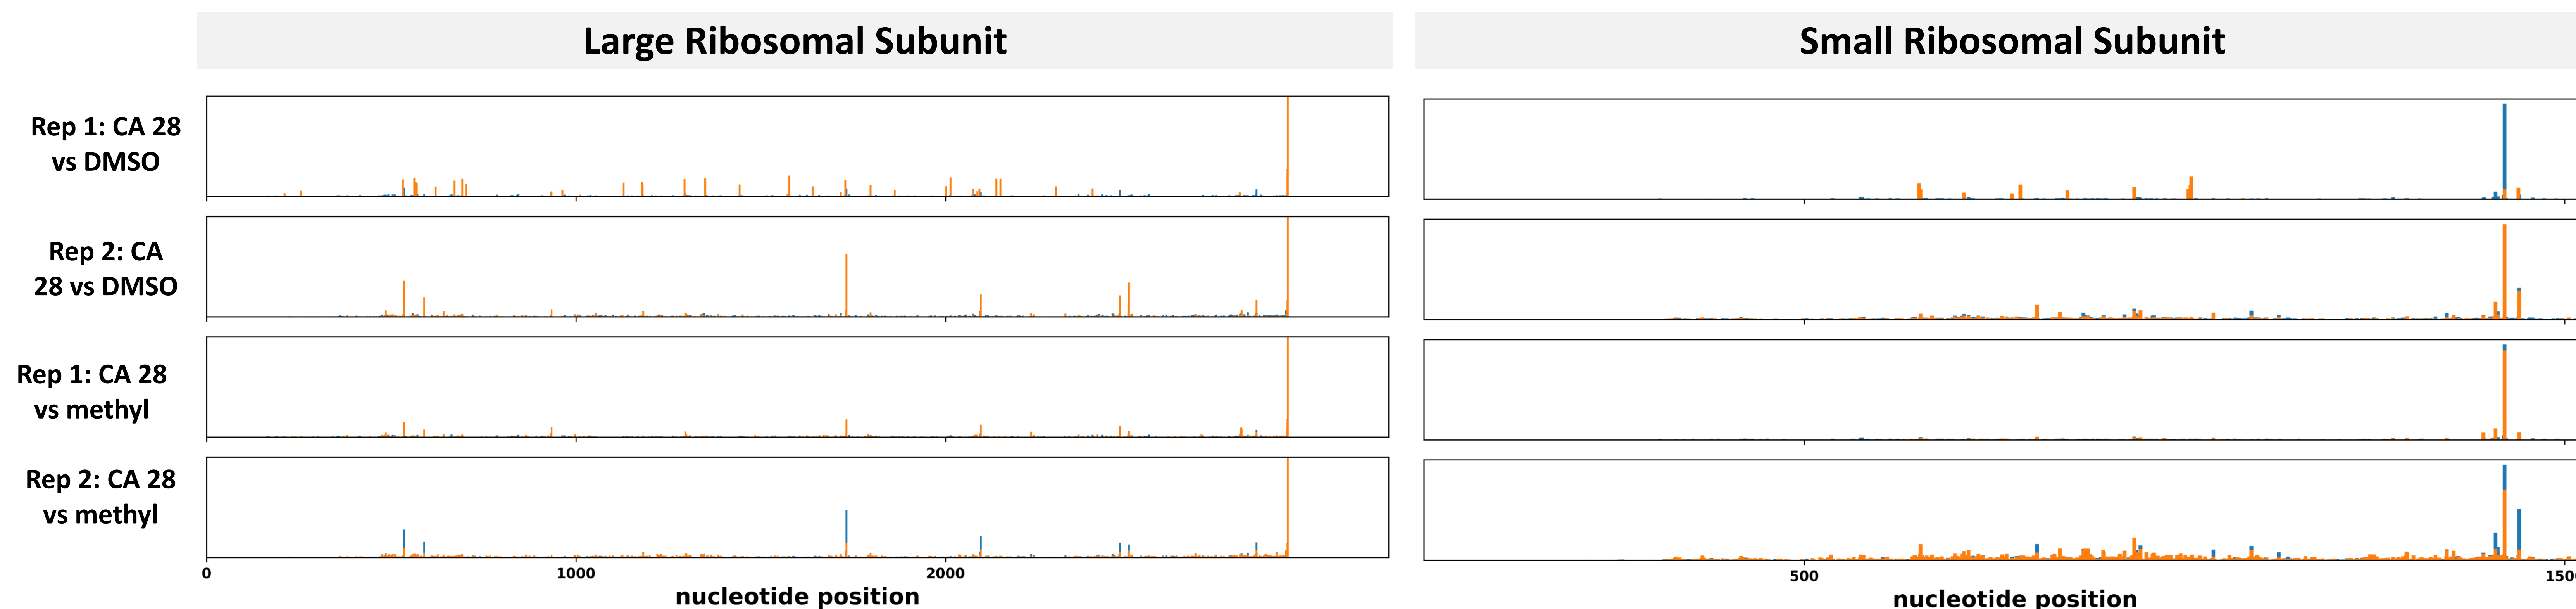 Large Ribosomal Subunit
Small Ribosomal Subunit
Rep 1: CA 28
vs DMSO
Rep 2: CA
28 vs DMSO
Rep 1: CA 28
vs methyl
Rep 2: CA 28
vs methyl
0
1000
2000
nucleotide position
500
nucleotide position